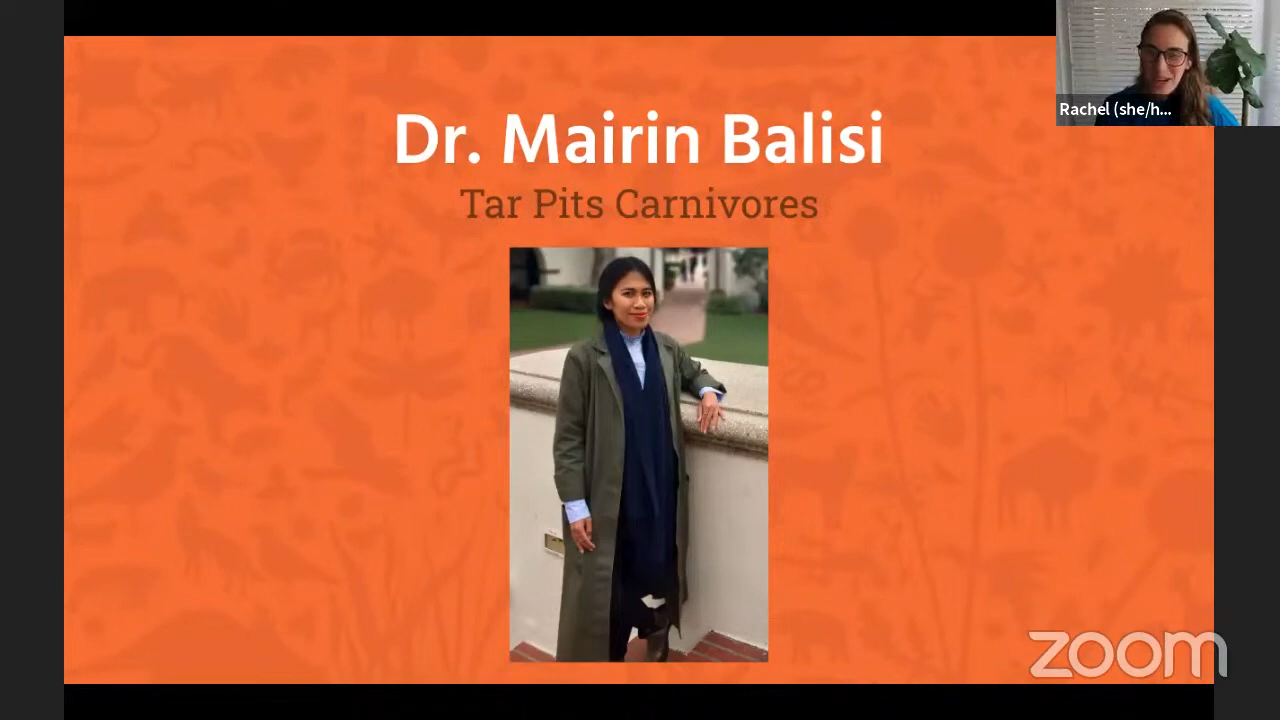 Dr. Mairin Balisi
Tar Pits Carnivores
Rachel (she/h...
zoom